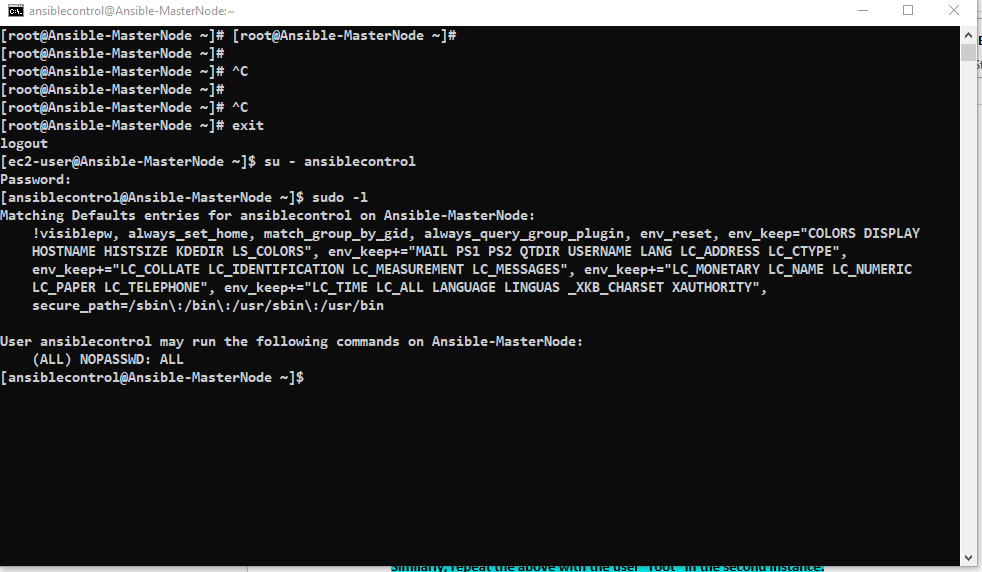 ansiblecontrol@Ansible-MasterNode:~
[root@Ansible-MasterNode ~]# [root@Ansible-MasterNode ~]#
[root@Ansible-MasterNode ~]#
[root@Ansible-MasterNode ~]# ^C
[root@Ansible-MasterNode ~]#
[root@Ansible-MasterNode ~]# ^C
[root@Ansible-MasterNode ~]# exit
logout
[ec2-user@Ansible-MasterNode ~]$ su - ansiblecontrol
Password:
[ansiblecontrol@Ansible-MasterNode ~]$ sudo -l
Matching Defaults entries for ansiblecontrol on Ansible-MasterNode:
    !visiblepw, always_set_home, match_group_by_gid, always_query_group_plugin, env_reset, env_keep="COLORS DISPLAY
    HOSTNAME HISTSIZE KDEDIR LS_COLORS", env_keep+="MAIL PS1 PS2 QTDIR USERNAME LANG LC_ADDRESS LC_CTYPE",
    env_keep+="LC_COLLATE LC_IDENTIFICATION LC_MEASUREMENT LC_MESSAGES", env_keep+="LC_MONETARY LC_NAME LC_NUMERIC
    LC_PAPER LC_TELEPHONE", env_keep+="LC_TIME LC_ALL LANGUAGE LINGUAS _XKB_CHARSET XAUTHORITY",
    secure_path=/sbin\:/bin\:/usr/sbin\:/usr/bin
User ansiblecontrol may run the following commands on Ansible-MasterNode:
    (ALL) NOPASSWD: ALL
[ansiblecontrol@Ansible-MasterNode ~]$
Similarly, repeat the above with the user "root" in the second instance.